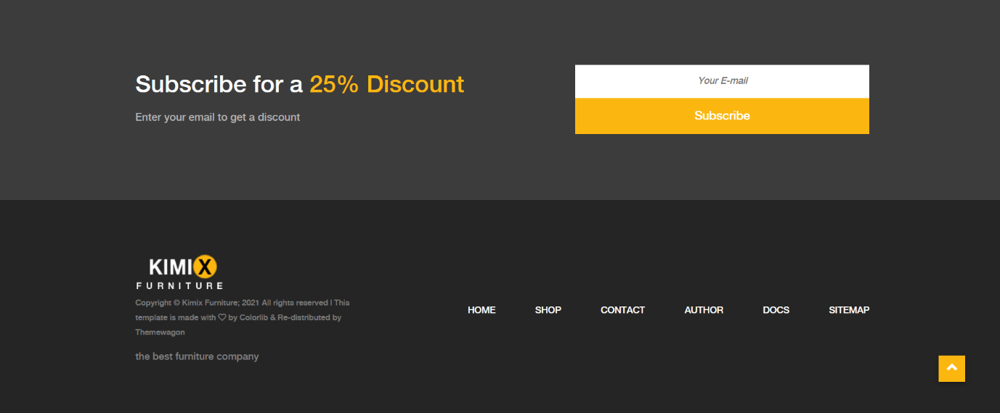 Subscribe for a 25% Discount
Enter your email to get a discount
Your E-mail
Subscribe
KIMIX
FURNITURE
Copyright © Kimix Furniture; 2021 All rights reserved | This
template is made with ♡ by Colorlib & Re-distributed by
Themewagon
the best furniture company
HOME SHOP CONTACT AUTHOR DOCS SITEMAP